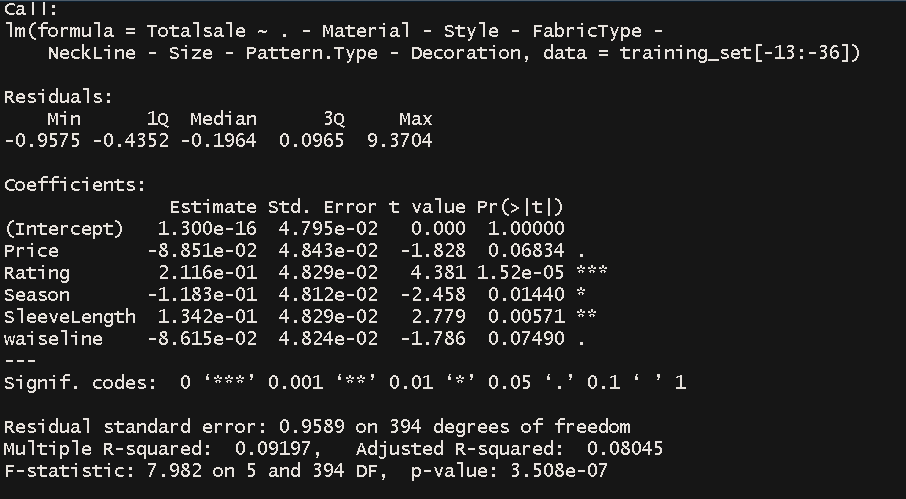 Call:
lm(formula = Totalsale ~ . - Material - Style - FabricType -
    NeckLine - Size - Pattern.Type - Decoration, data = training_set[-13:-36])

Residuals:
    Min      1Q  Median      3Q     Max
-0.9575 -0.4352 -0.1964  0.0965  9.3704

Coefficients:
               Estimate Std. Error t value Pr(>|t|)
(Intercept)   1.300e-16  4.795e-02   0.000  1.00000
Price        -8.851e-02  4.843e-02  -1.828  0.06834 .
Rating        2.116e-01  4.829e-02   4.381 1.52e-05 ***
Season       -1.183e-01  4.812e-02  -2.458  0.01440 *
SleeveLength  1.342e-01  4.829e-02   2.779  0.00571 **
waiseline    -8.615e-02  4.824e-02  -1.786  0.07490 .
---
Signif. codes:  0 ‘***’ 0.001 ‘**’ 0.01 ‘*’ 0.05 ‘.’ 0.1 ‘ ’ 1

Residual standard error: 0.9589 on 394 degrees of freedom
Multiple R-squared:  0.09197,	Adjusted R-squared:  0.08045
F-statistic: 7.982 on 5 and 394 DF,  p-value: 3.508e-07